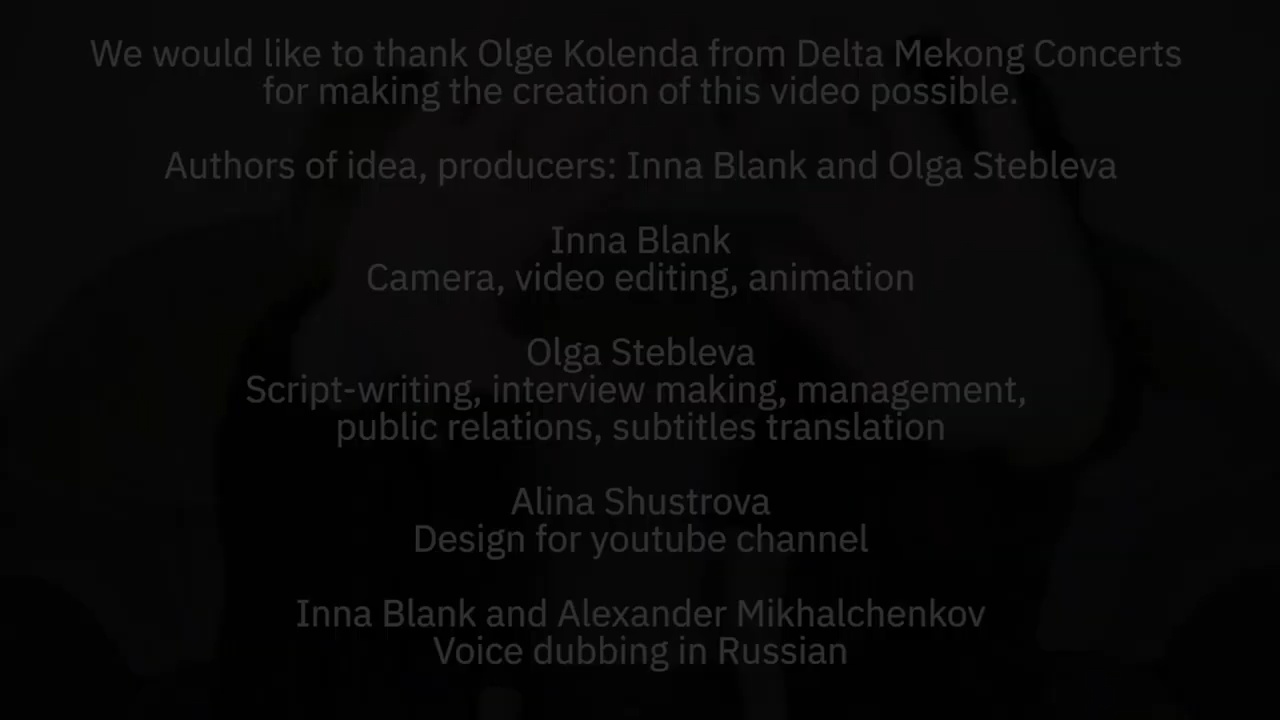 We would like to thank Olge Kolenda from Delta Mekong Concerts
for making the creation of this video possible.
Authors of idea, producers: Inna Blank and Olga Stebleva
Inna Blank
Camera, video editing, animation
Olga Stebleva
Script-writing, interview making, management,
public relations, subtitles translation
Alina Shustrova
Design for youtube channel
Inna Blank and Alexander Mikhalchenkov
Voice dubbing in Russian